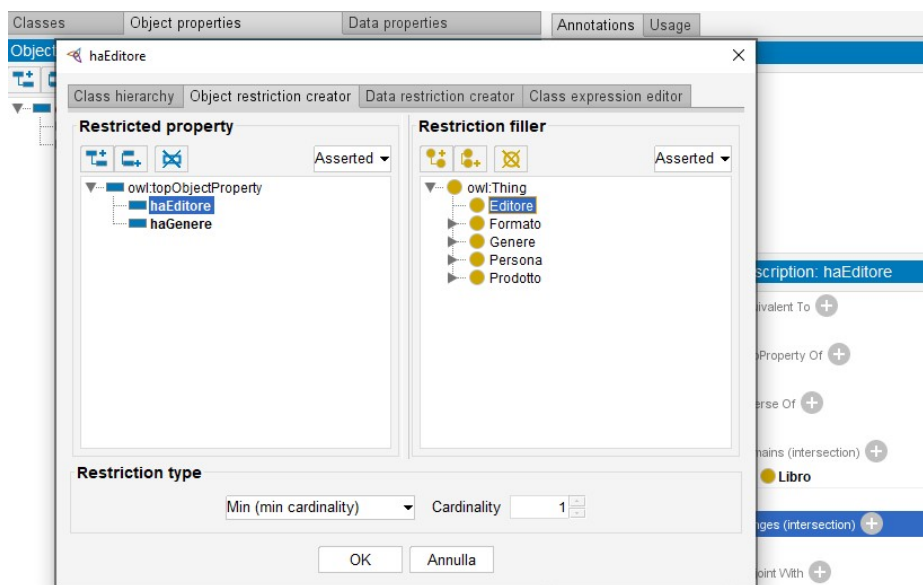 Classes Object properties Data properties Annotations Usage
Object
haEditore
Class hierarchy Object restriction creator Data restriction creator Class expression editor
Restricted property
Asserted
owl:topObjectProperty
haEditore
haGenere
Restriction filler
Asserted
owl:Thing
Editore
Formato
Genere
Persona
Prodotto
Restriction type
Min (min cardinality) Cardinality 1
OK Annulla
scription: haEditore
ivalent To
Property Of
erse Of
mains (intersection)
Libro
nges (intersection)
joint With